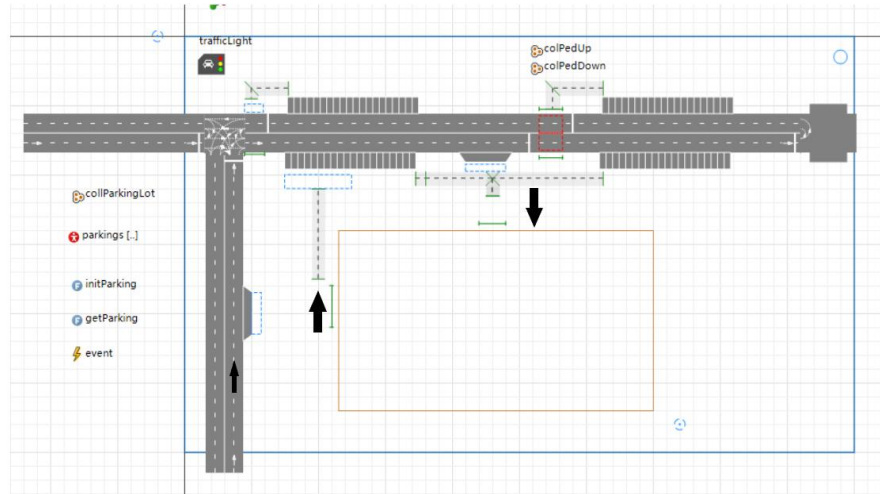 trafficLight
colPedUp
colPedDown
collParkingLot
parkings [..]
initParking
getParking
event